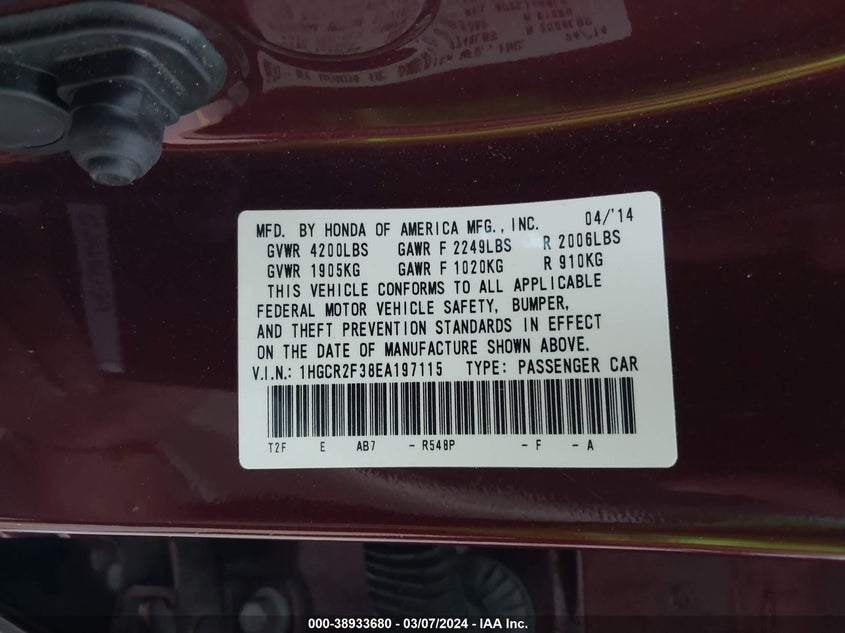 MFD. BY HONDA OF AMERICA MFG., INC. 04/'14
GVWR 4200LBS GAWR F 2249LBS R 2006LBS
GVWR 1905KG GAWR F 1020KG R 910KG
THIS VEHICLE CONFORMS TO ALL APPLICABLE
FEDERAL MOTOR VEHICLE SAFETY, BUMPER,
AND THEFT PREVENTION STANDARDS IN EFFECT
ON THE DATE OF MANUFACTURE SHOWN ABOVE.
V.I.N.: 1HGCR2F38EA197115 TYPE: PASSENGER CAR
T2F E AB7 - R548P - F - A
000-38933680 - 03/07/2024 - IAA Inc.